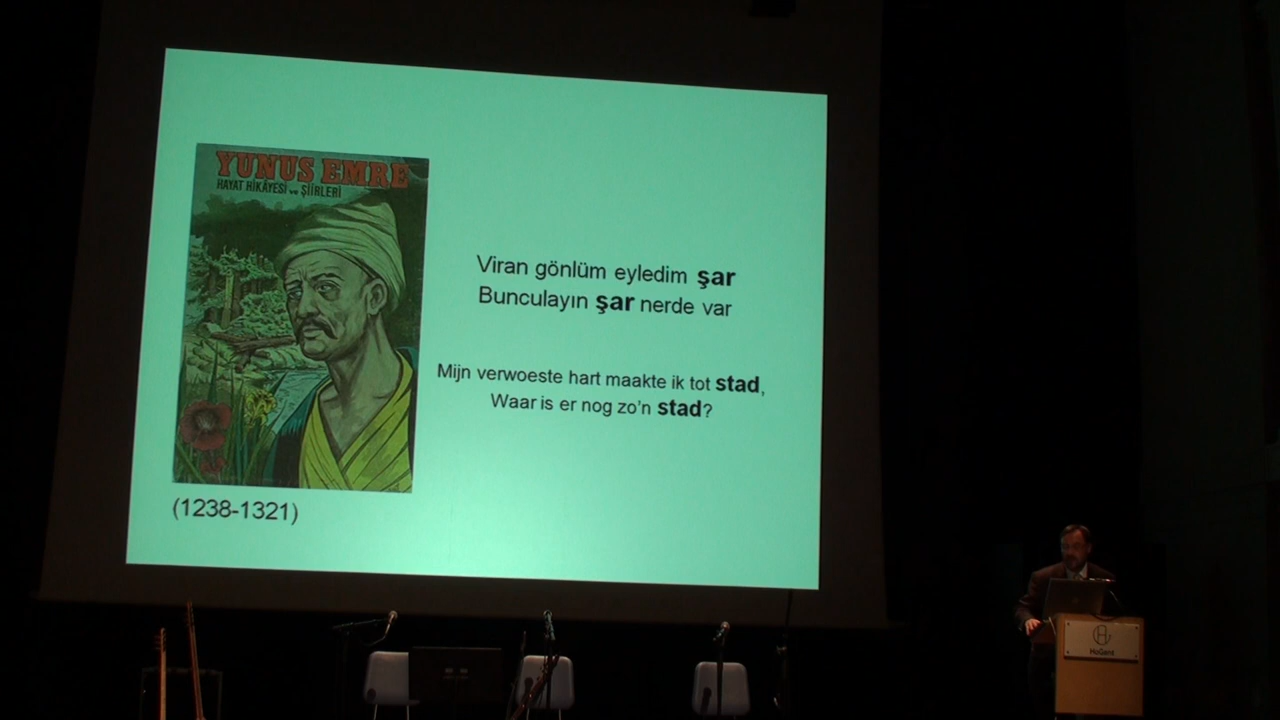 YUNUS EMRE
HAYAT HİKÂYESİ ve ŞİİRLERİ
Viran gönlüm eyledim şar
Bunculayın şar nerde var
Mijn verwoeste hart maakte ik tot stad,
Waar is er nog zo'n stad?
(1238-1321)
HoGent